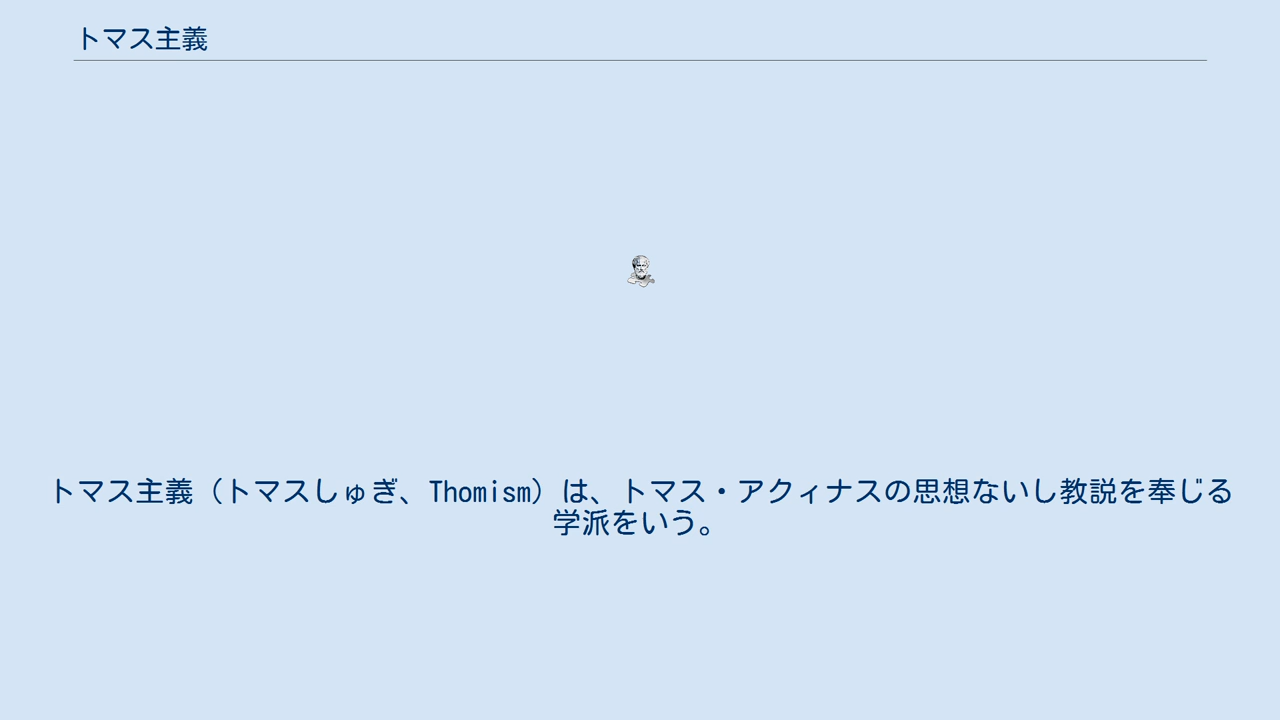 トマス主義
トマス主義（トマスしゅぎ、Thomism）は、トマス・アクィナスの思想ないし教説を奉じる
学派をいう。